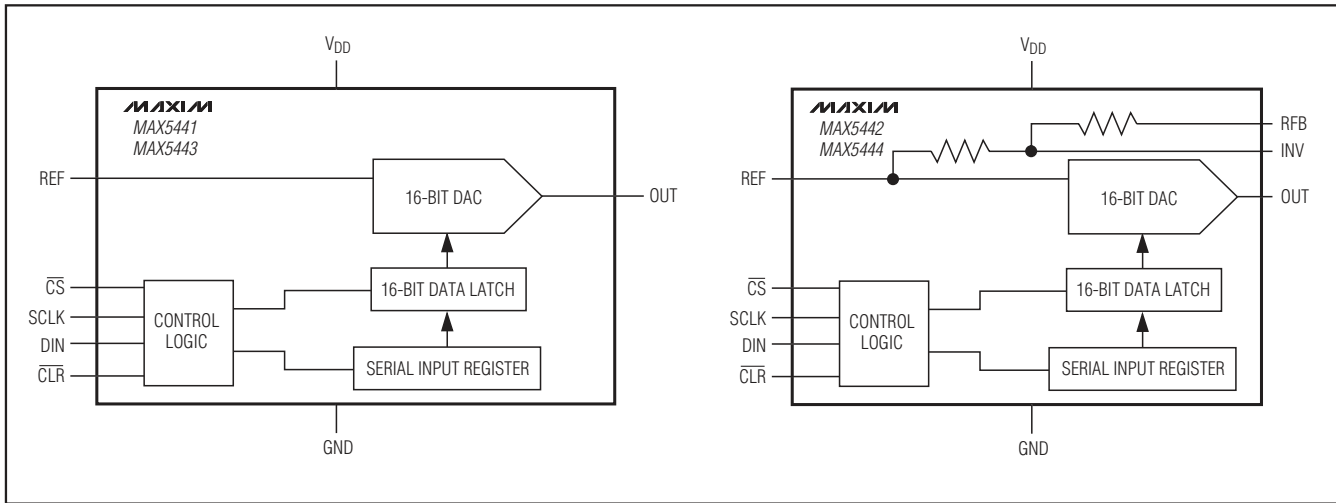 VDD
MAXIM
MAX5441
MAX5443
REF
16-BIT DAC
OUT
CS
SCLK
DIN
CLR
CONTROL
LOGIC
16-BIT DATA LATCH
SERIAL INPUT REGISTER
GND
VDD
MAXIM
MAX5442
MAX5444
RFB
INV
REF
16-BIT DAC
OUT
CS
SCLK
DIN
CLR
CONTROL
LOGIC
16-BIT DATA LATCH
SERIAL INPUT REGISTER
GND